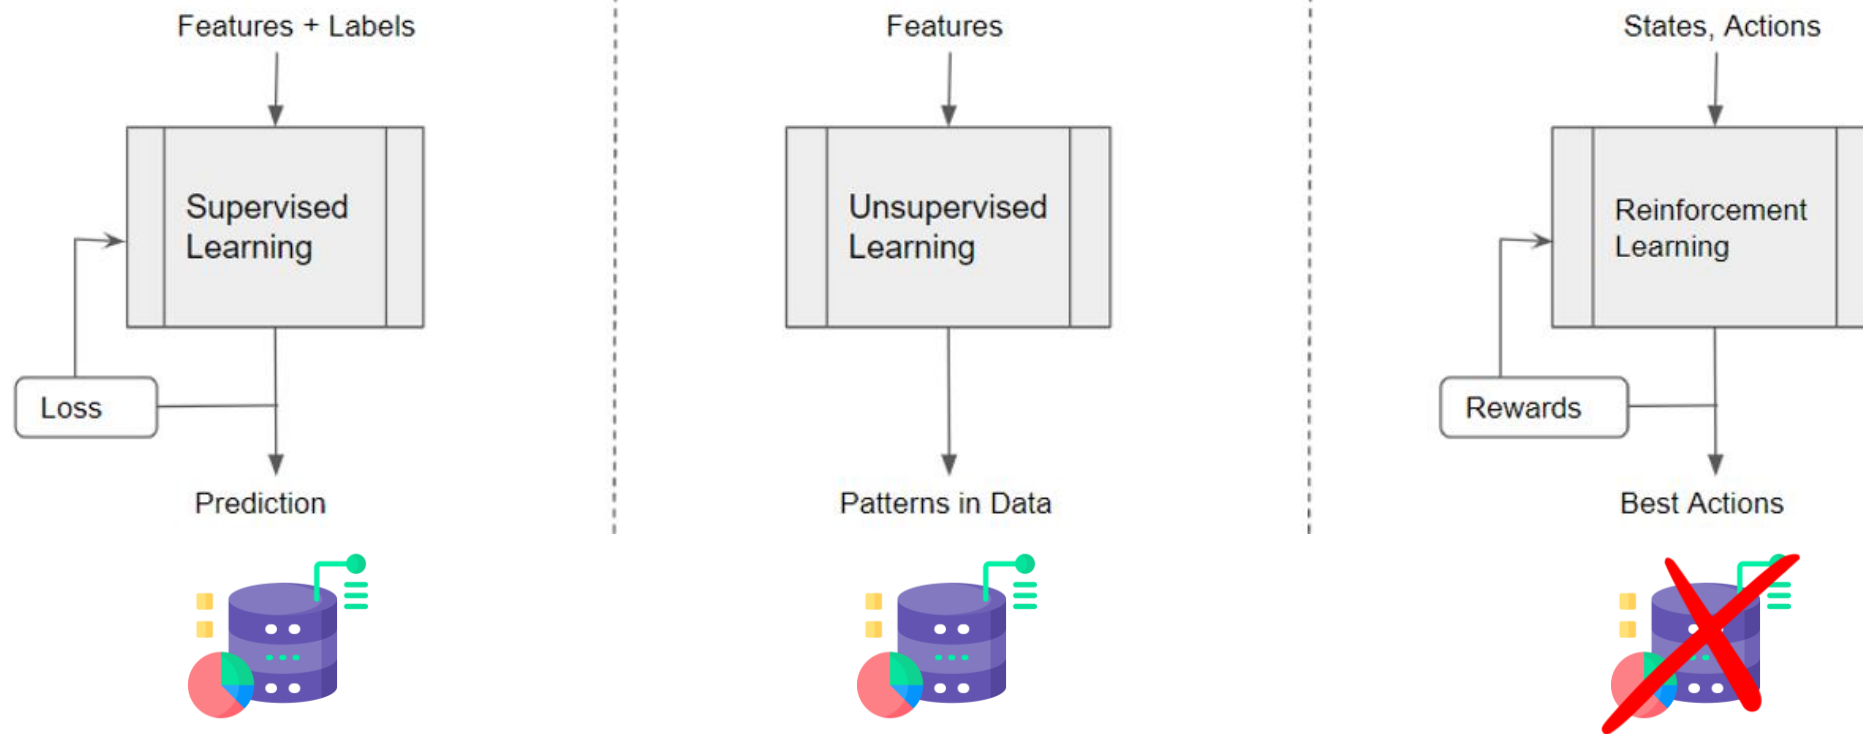 Features + Labels
Supervised
Learning
Loss
Prediction
Features
Unsupervised
Learning
Patterns in Data
States, Actions
Reinforcement
Learning
Rewards
Best Actions